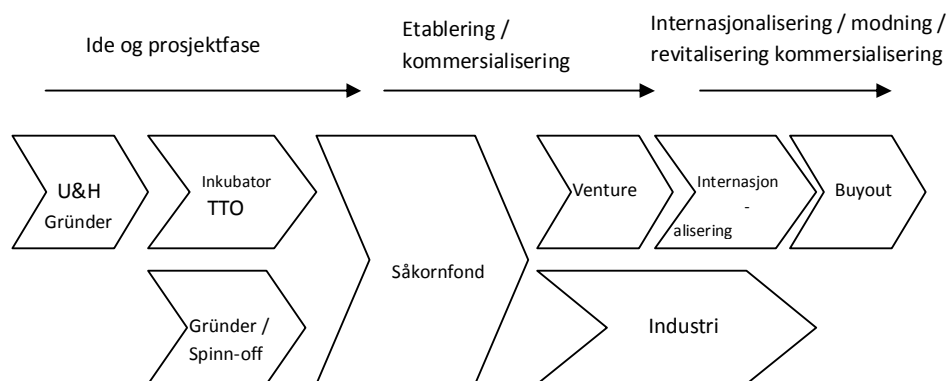 Ide og prosjektfase
Etablering /
kommersialisering
Internasjonalisering / modning /
revitalisering kommersialisering
U&H
Gründer
Inkubator
TTO
Såkornfond
Venture
Internasjon
-
alisering
Buyout
Gründer /
Spinn-off
Industri